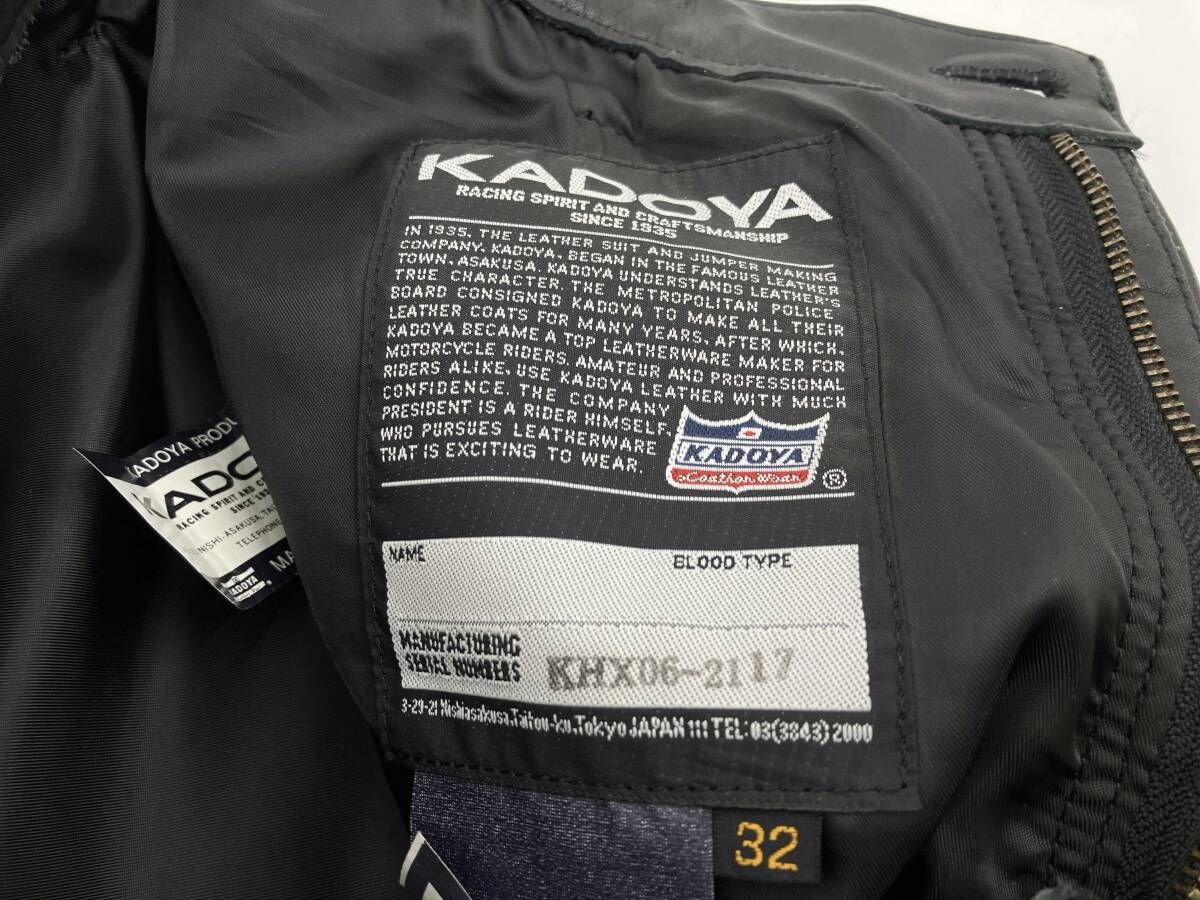 KADOYA
RACING SPIRIT AND CRAFTSMANSHIP
SINCE 1935
IN 1935, THE LEATHER SUIT AND JUMPER MAKING
COMPANY, KADOYA, BEGAN IN THE FAMOUS LEATHER
TOWN, ASAKUSA. KADOYA UNDERSTANDS LEATHER'S
TRUE CHARACTER. THE METROPOLITAN POLICE
BOARD CONSIGNED KADOYA TO MAKE ALL THEIR
LEATHER COATS FOR MANY YEARS, AFTER WHICH,
KADOYA BECAME A TOP LEATHERWARE MAKER FOR
MOTORCYCLE RIDERS, AMATEUR AND PROFESSIONAL
RIDERS ALIKE, USE KADOYA LEATHER WITH MUCH
CONFIDENCE. THE COMPANY
PRESIDENT IS A RIDER HIMSELF,
WHO PURSUES LEATHERWARE
THAT IS EXCITING TO WEAR.
KADOYA
Leather Wear
®
NAME BLOOD TYPE
MANUFACTURING
SERIAL NUMBERS KHX06-2117
3-29-21 Nishiasakusa,Taitou-ku,Tokyo JAPAN 111 TEL:03(3843)2000
32
KADOYA PRODU
KADO
RACING SPIRIT AND C
SINCE 193
NISHI-ASAKUSA, TAI
TELEPHONE
MA
KADOYA